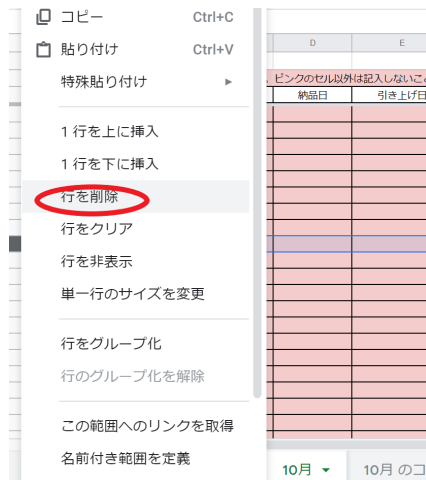 コピー Ctrl+C
貼り付け Ctrl+V
特殊貼り付け
1 行を上に挿入
1 行を下に挿入
行を削除
行をクリア
行を非表示
単一行のサイズを変更
行をグループ化
行のグループ化を解除
この範囲へのリンクを取得
名前付き範囲を定義
D E
ピンクのセル以外は記入しないこ
納品日 引き上げ日
10月 10月 のコ